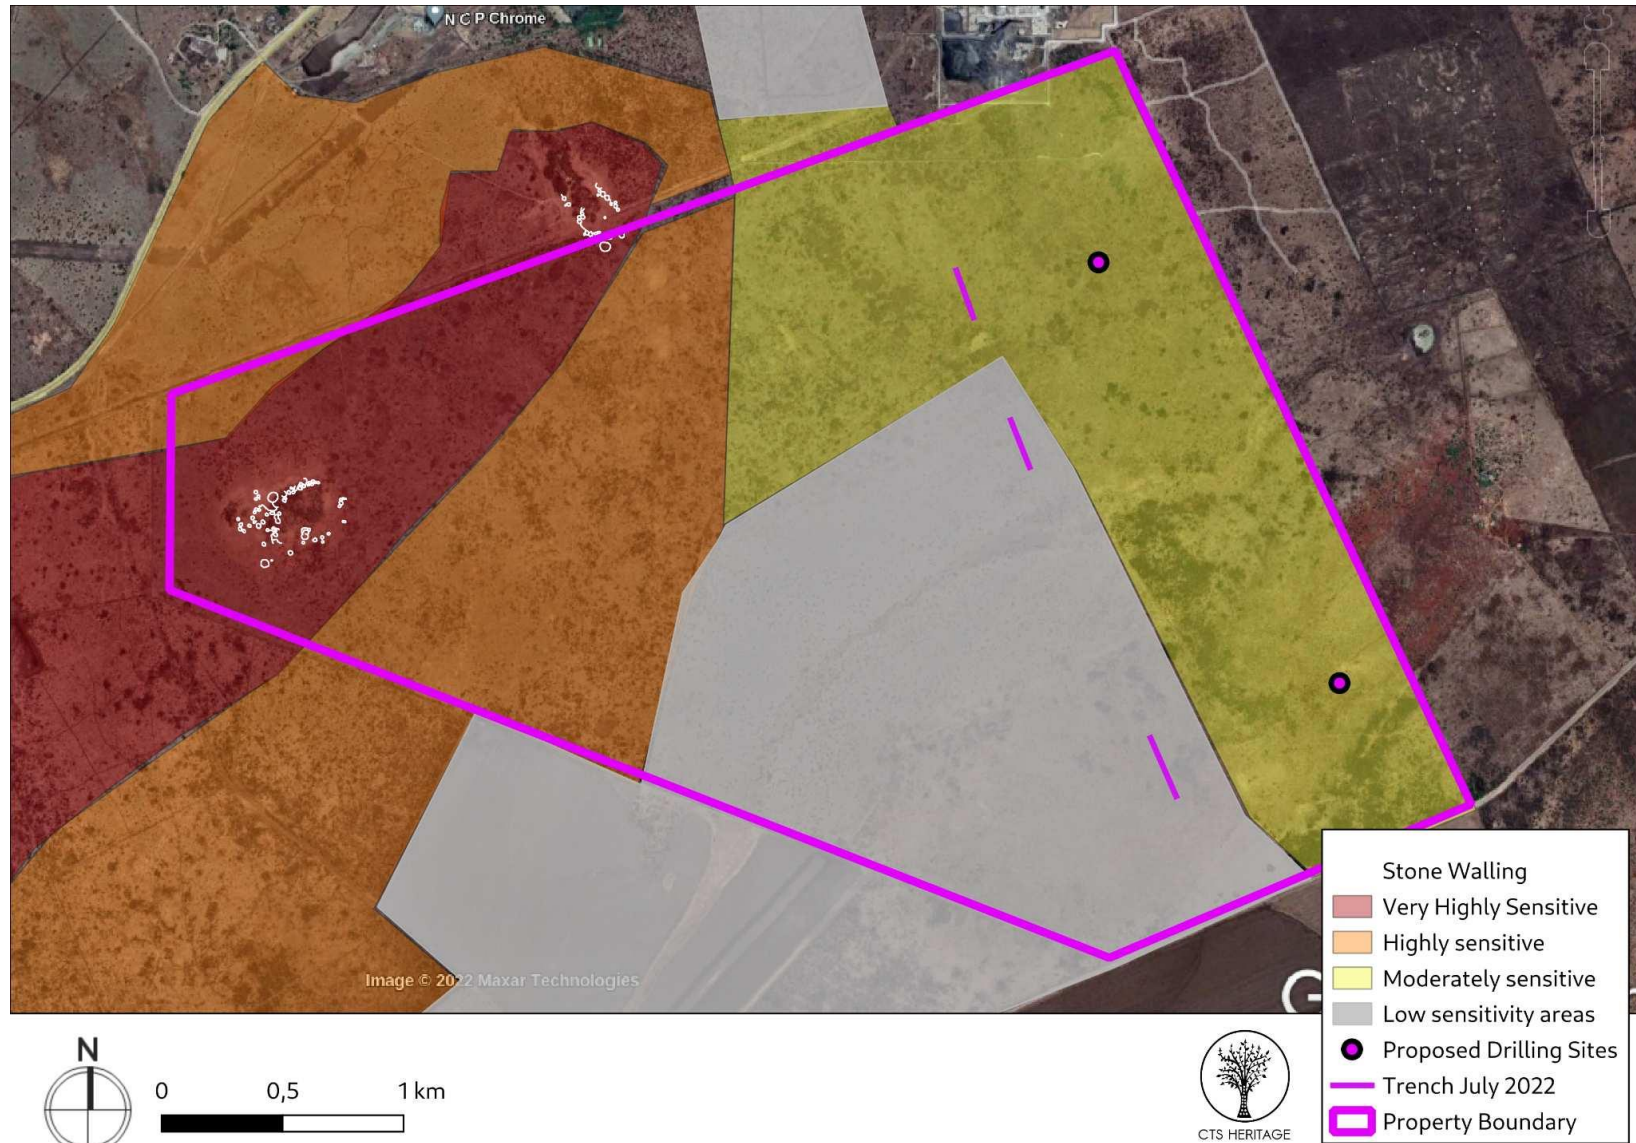 N C P Chrome
Image © 2022 Maxar Technologies
G
Stone Walling
Very Highly Sensitive
Highly sensitive
Moderately sensitive
Low sensitivity areas
Proposed Drilling Sites
Trench July 2022
Property Boundary
N
0 0,5 1 km
CTS HERITAGE